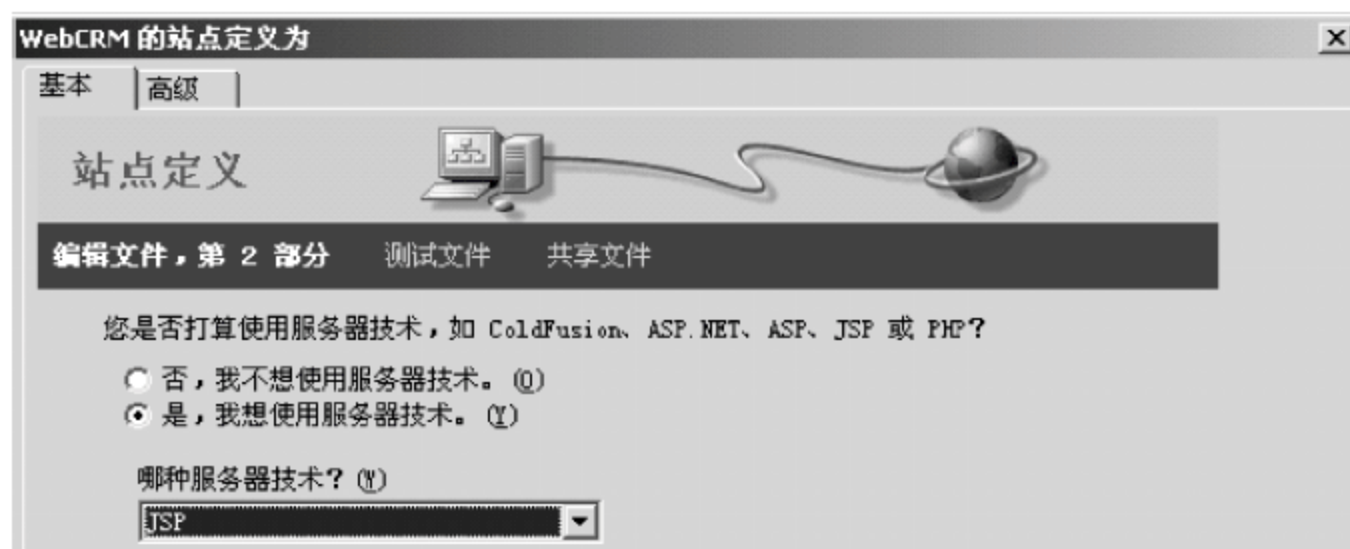 WebCRM 的站点定义为
基本 高级
站点定义
编辑文件，第 2 部分 测试文件 共享文件
您是否打算使用服务器技术，如 ColdFusion、ASP.NET、ASP、JSP 或 PHP？
否，我不想使用服务器技术。(O)
是，我想使用服务器技术。(Y)
哪种服务器技术？(W)
JSP